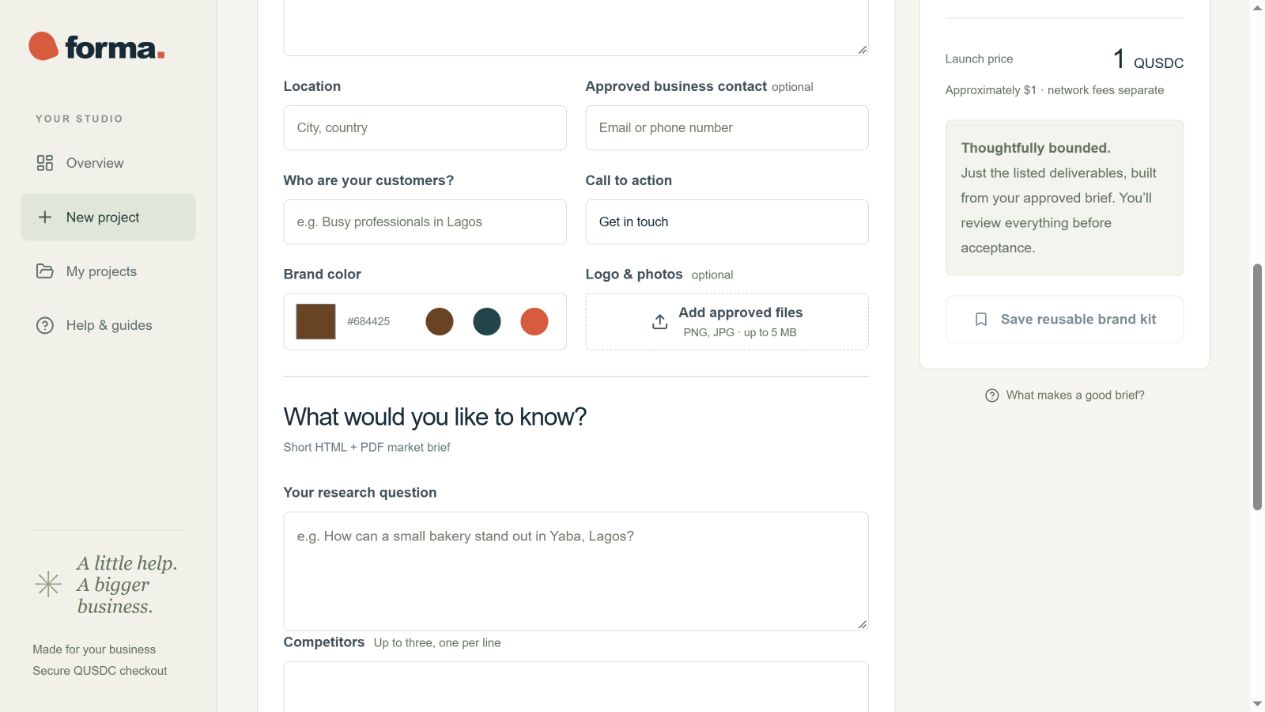 forma.
YOUR STUDIO
Overview
New project
My projects
Help & guides
A little help.
A bigger
business.
Made for your business
Secure QUSDC checkout
Location
City, country
Approved business contact optional
Email or phone number
Who are your customers?
e.g. Busy professionals in Lagos
Call to action
Get in touch
Brand color
#684425
Logo & photos optional
Add approved files
PNG, JPG · up to 5 MB
What would you like to know?
Short HTML + PDF market brief
Your research question
e.g. How can a small bakery stand out in Yaba, Lagos?
Competitors Up to three, one per line
Launch price
1 QUSDC
Approximately $1 · network fees separate
Thoughtfully bounded.
Just the listed deliverables, built
from your approved brief. You'll
review everything before
acceptance.
Save reusable brand kit
What makes a good brief?